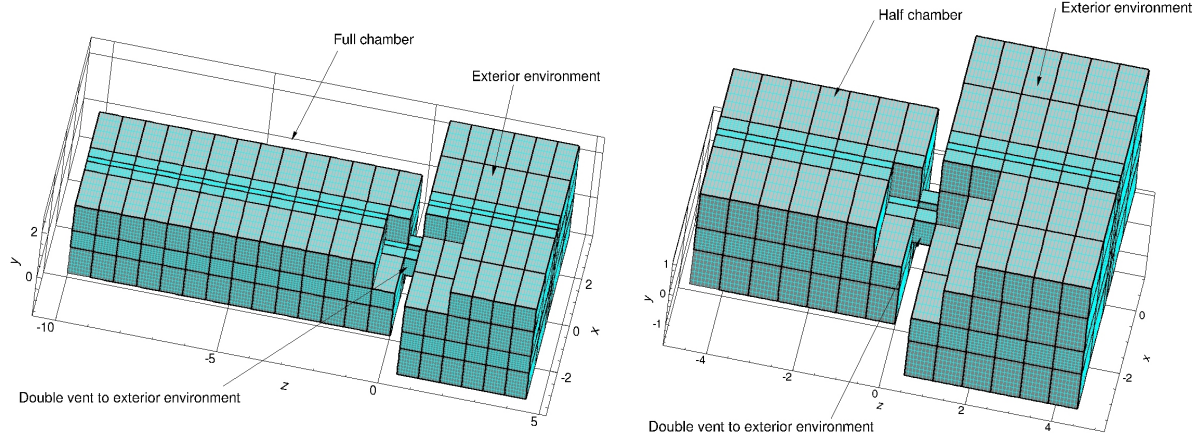 Full chamber
Exterior environment
2
y
0
-10
-5
z
0
5
2
0
x
-2
Double vent to exterior environment
Half chamber
Exterior environment
1
y
0
-1
-4
-2
0
z
2
4
0
x
-2
Double vent to exterior environment